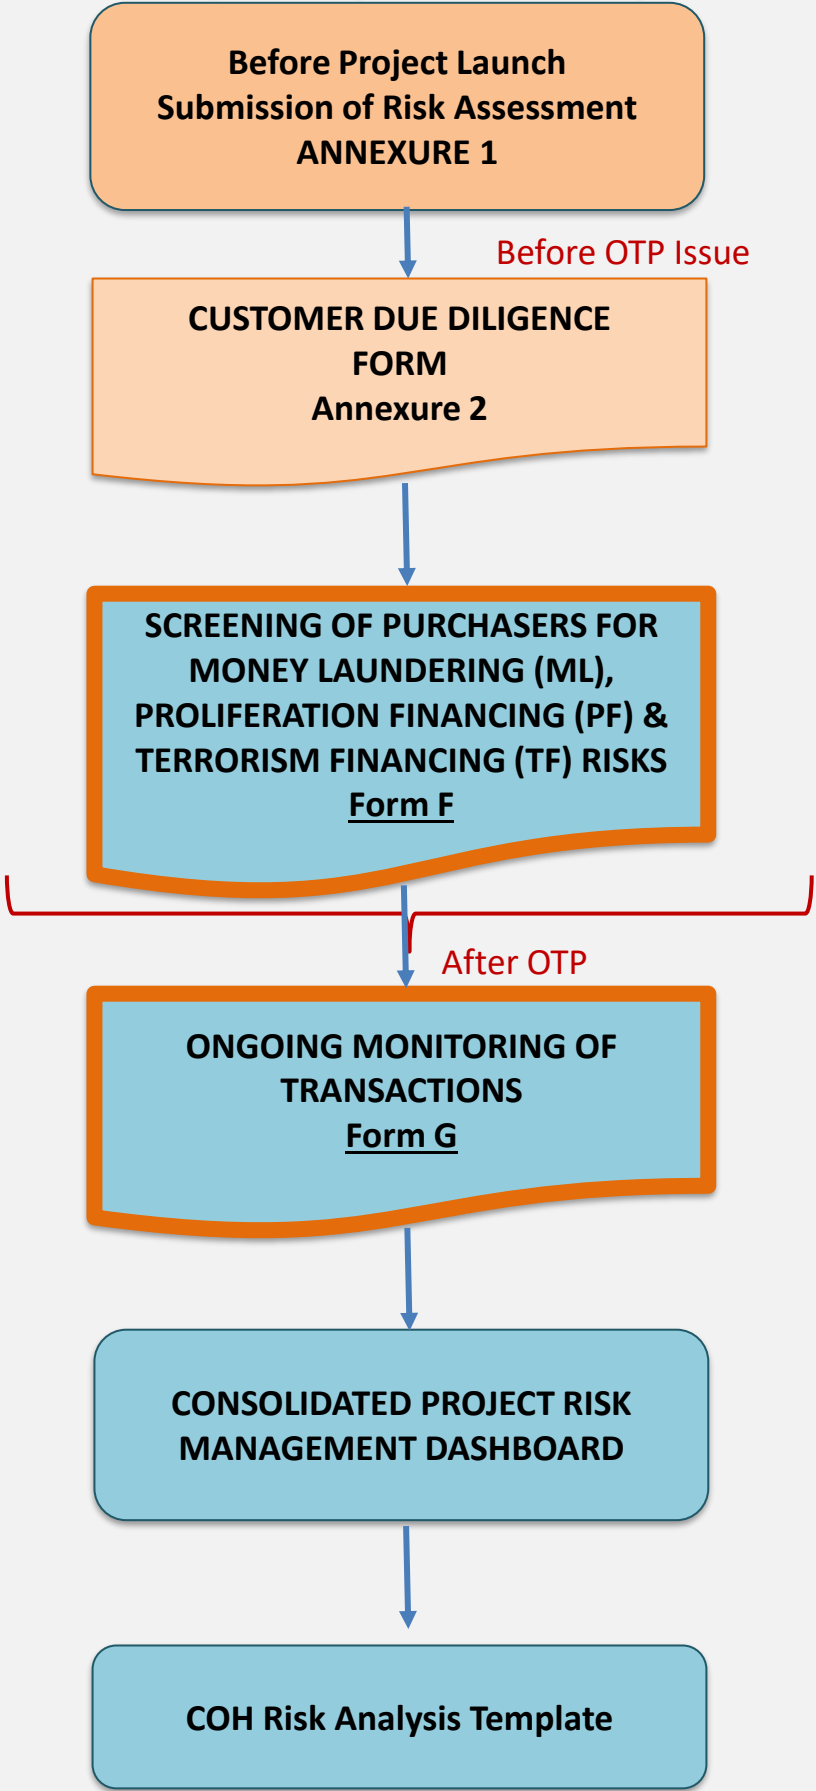 Before Project Launch
Submission of Risk Assessment
ANNEXURE 1
Before OTP Issue
CUSTOMER DUE DILIGENCE
FORM
Annexure 2
SCREENING OF PURCHASERS FOR
MONEY LAUNDERING (ML),
PROLIFERATION FINANCING (PF) &
TERRORISM FINANCING (TF) RISKS
Form F
After OTP
ONGOING MONITORING OF
TRANSACTIONS
Form G
CONSOLIDATED PROJECT RISK
MANAGEMENT DASHBOARD
COH Risk Analysis Template